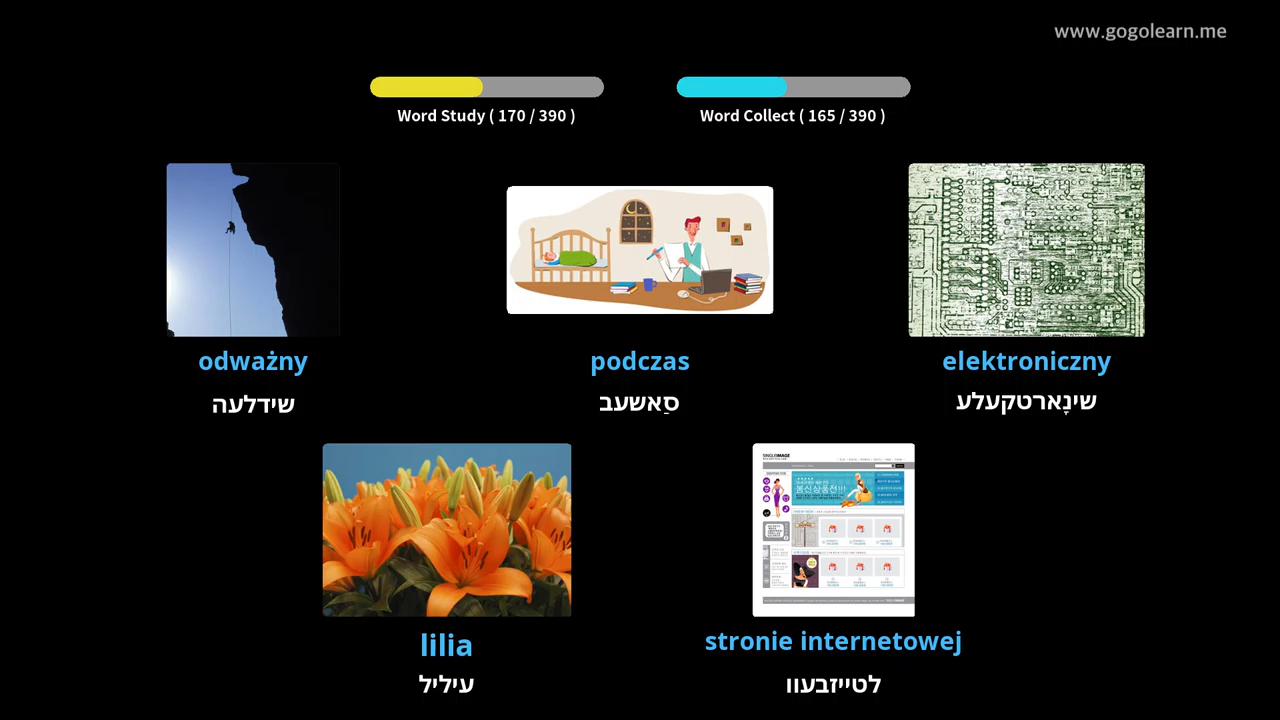 www.gogolearn.me
Word Study ( 170 / 390 )
Word Collect ( 165 / 390 )
odważny
podczas
elektroniczny
שידלעה
סַאשעב
שינָארטקעלע
lilia
stronie internetowej
עיליל
לטייזבעוו